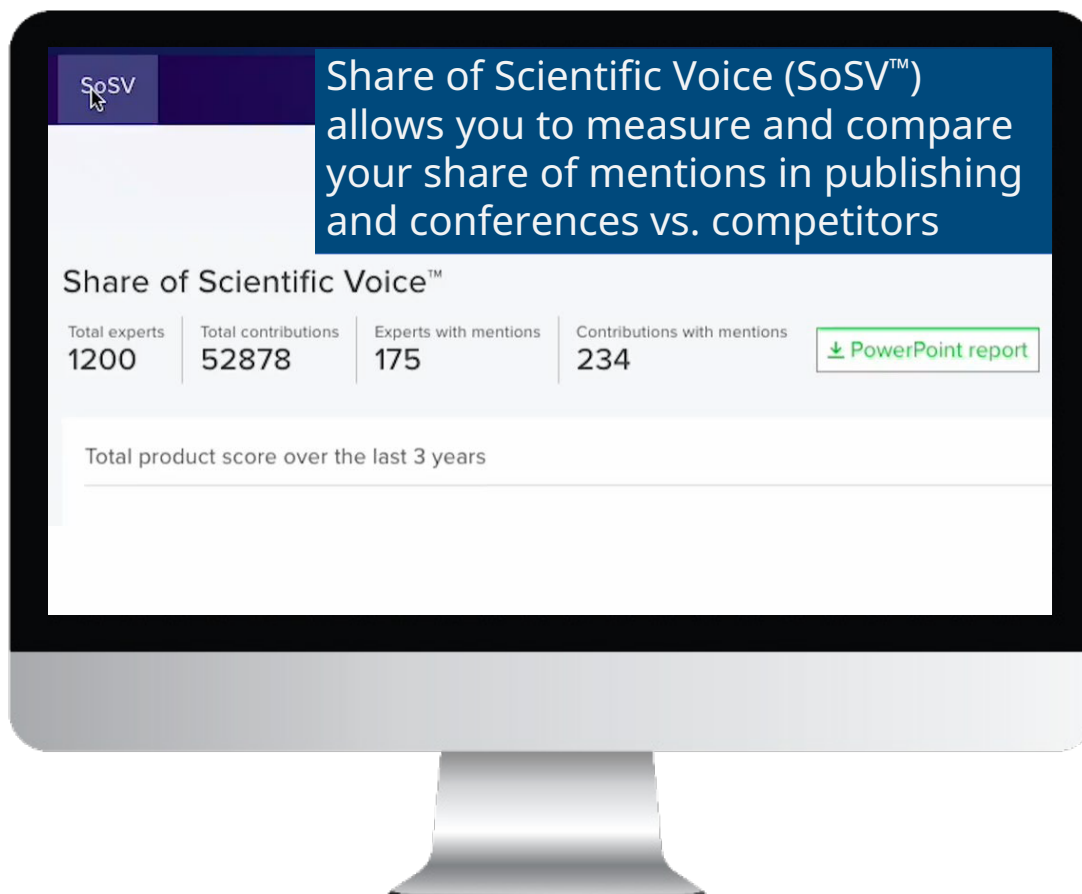 SoSV
Share of Scientific Voice (SoSV™)
allows you to measure and compare
your share of mentions in publishing
and conferences vs. competitors
Share of Scientific Voice™
Total experts
1200
Total contributions
52878
Experts with mentions
175
Contributions with mentions
234
PowerPoint report
Total product score over the last 3 years